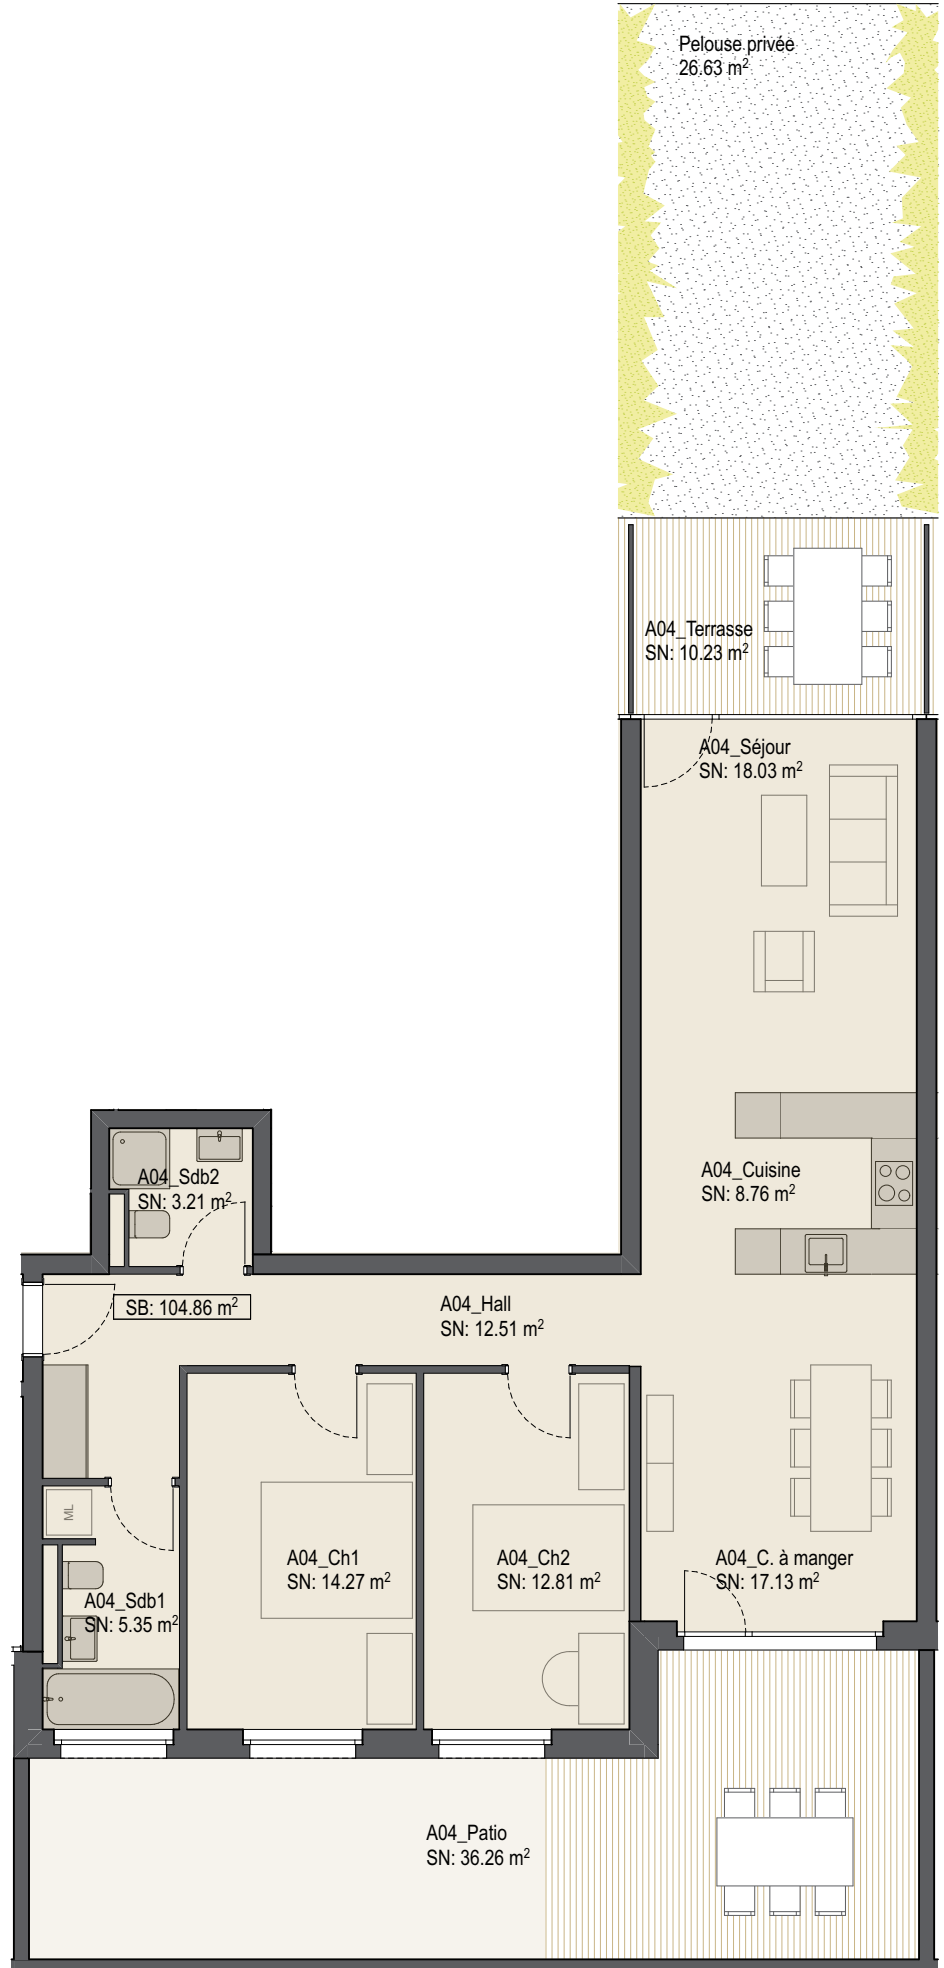 Pelouse privée
26.63 m²
A04_Terrasse
SN: 10.23 m²
A04_Séjour
SN: 18.03 m²
A04_Sdb2
SN: 3.21 m²
A04_Cuisine
SN: 8.76 m²
SB: 104.86 m²
A04_Hall
SN: 12.51 m²
ML
A04_Ch1
SN: 14.27 m²
A04_Ch2
SN: 12.81 m²
A04_C. à manger
SN: 17.13 m²
A04_Sdb1
SN: 5.35 m²
A04_Patio
SN: 36.26 m²